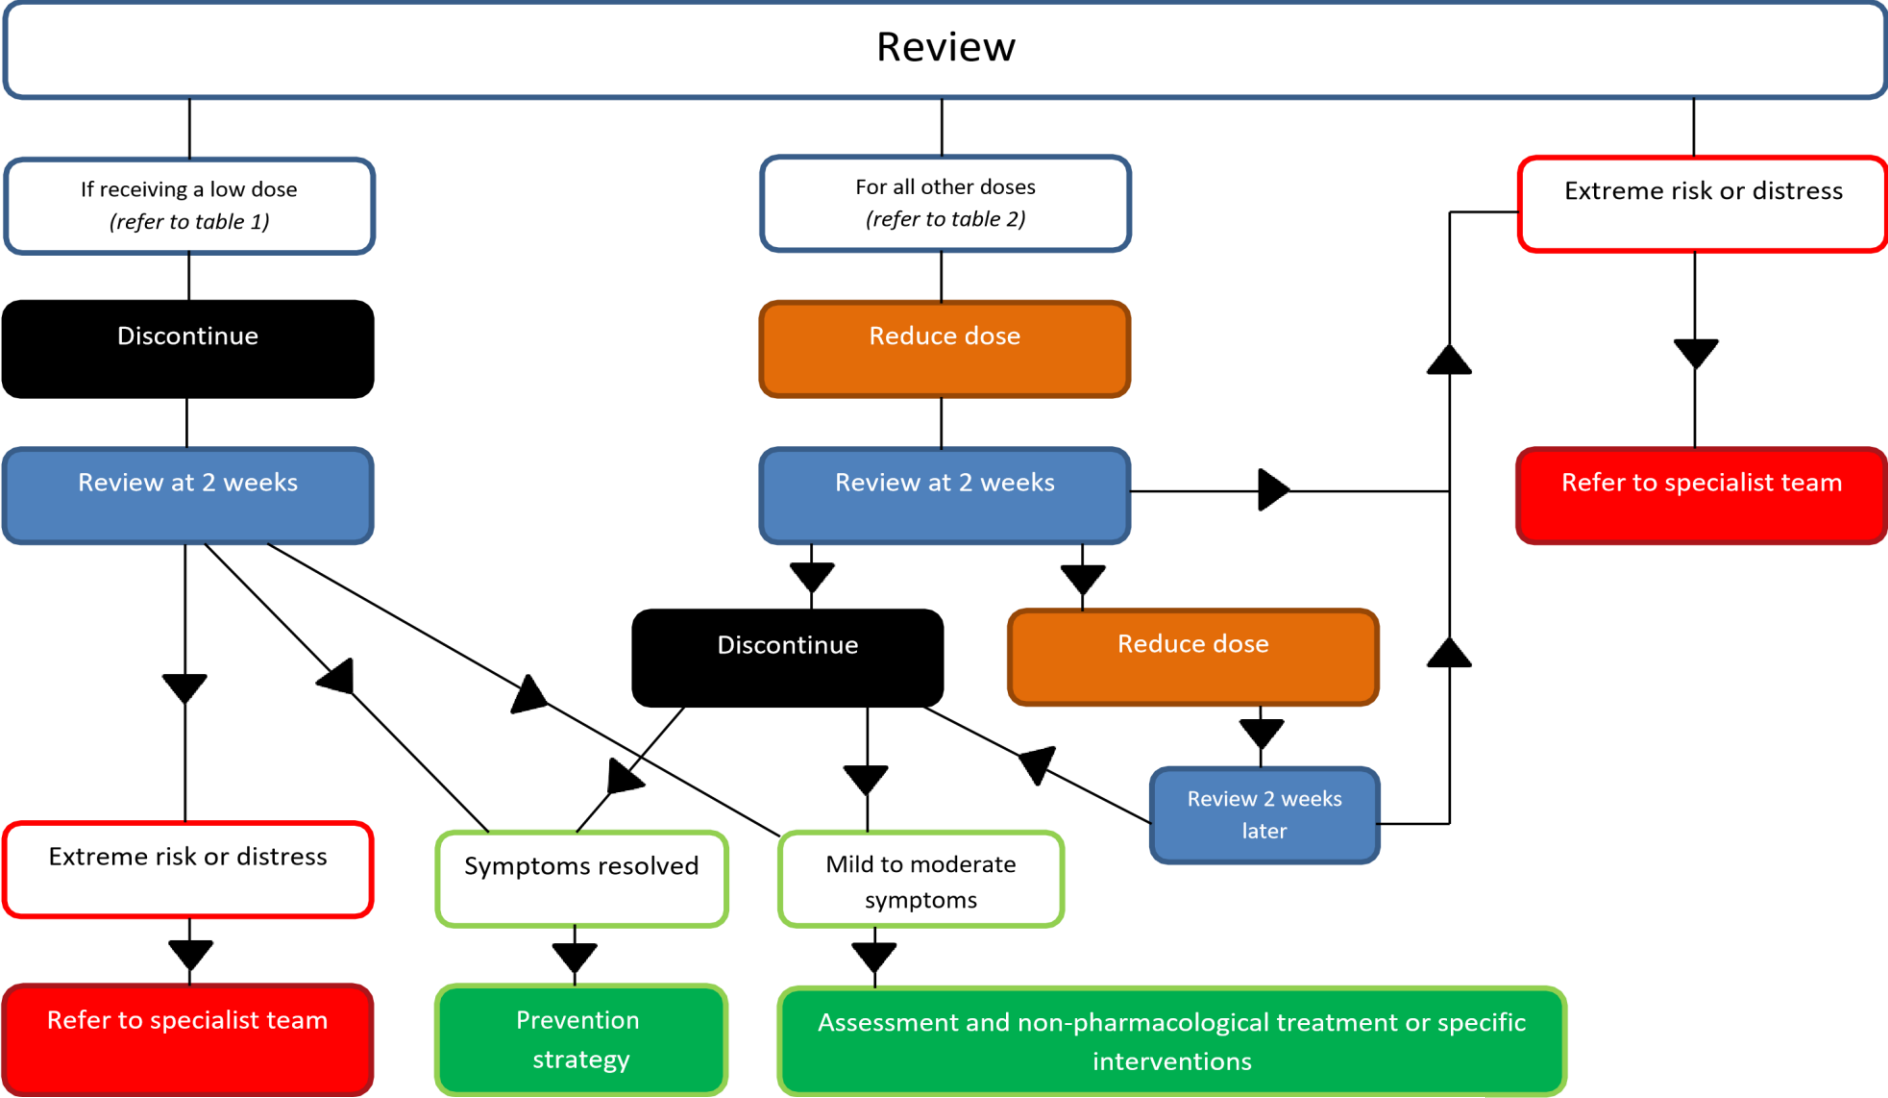 Review
If receiving a low dose
(refer to table 1)
For all other doses
(refer to table 2)
Extreme risk or distress
Discontinue
Reduce dose
Review at 2 weeks
Review at 2 weeks
Refer to specialist team
Discontinue
Reduce dose
Review 2 weeks
later
Extreme risk or distress
Symptoms resolved
Mild to moderate
symptoms
Refer to specialist team
Prevention
strategy
Assessment and non-pharmacological treatment or specific
interventions